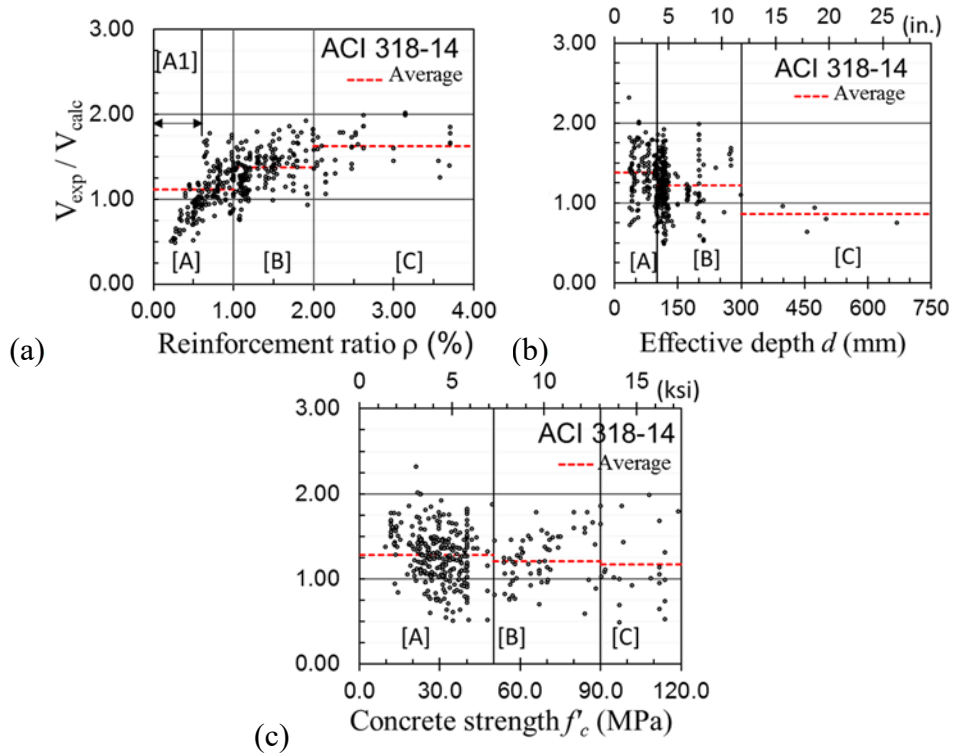 0 5 10 15 20 25 (in.)
3.00
[A1]
ACI 318-14
Average
2.00
1.00
0.00
V_exp / V_calc
[A] [B] [C]
0.00 1.00 2.00 3.00 4.00
Reinforcement ratio ρ (%)
(a)
3.00
ACI 318-14
Average
2.00
1.00
0.00
[A] [B] [C]
0 150 300 450 600 750
Effective depth d (mm)
(b)
0 5 10 15 (ksi)
3.00
ACI 318-14
Average
2.00
1.00
0.00
[A] [B] [C]
0.0 30.0 60.0 90.0 120.0
Concrete strength f'c (MPa)
(c)